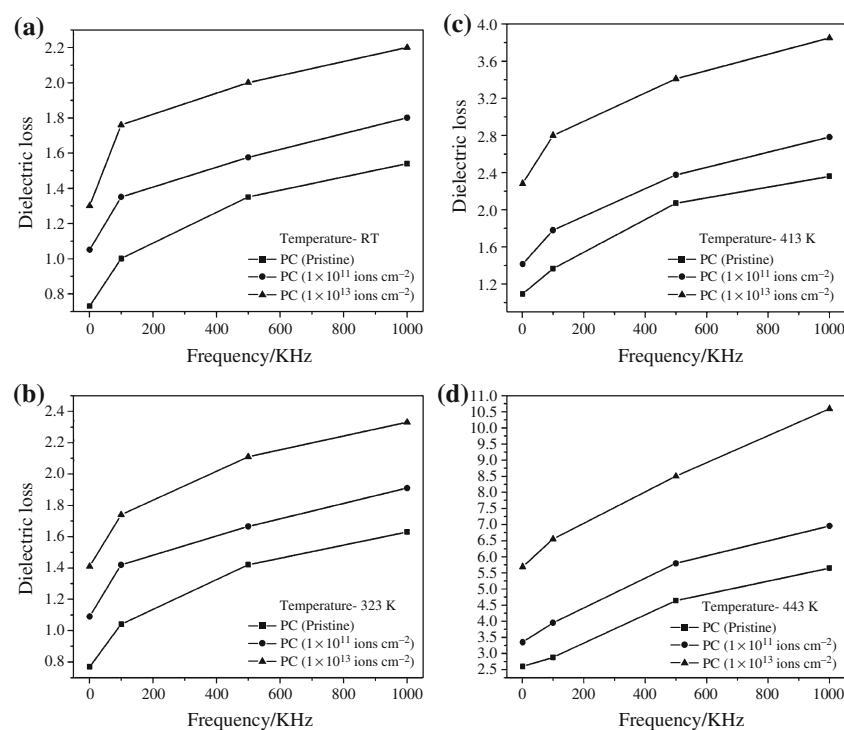 (a)
2.2
2.0
1.8
1.6
1.4
1.2
1.0
0.8
Dielectric loss
Temperature- RT
PC (Pristine)
PC (1×10¹¹ ions cm⁻²)
PC (1×10¹³ ions cm⁻²)
0 200 400 600 800 1000
Frequency/KHz
(b)
2.4
2.2
2.0
1.8
1.6
1.4
1.2
1.0
0.8
Dielectric loss
Temperature- 323 K
PC (Pristine)
PC (1×10¹¹ ions cm⁻²)
PC (1×10¹³ ions cm⁻²)
0 200 400 600 800 1000
Frequency/KHz
(c)
4.0
3.6
3.2
2.8
2.4
2.0
1.6
1.2
Dielectric loss
Temperature- 413 K
PC (Pristine)
PC (1×10¹¹ ions cm⁻²)
PC (1×10¹³ ions cm⁻²)
0 200 400 600 800 1000
Frequency/KHz
(d)
11.0
10.5
10.0
9.5
9.0
8.5
8.0
7.5
7.0
6.5
6.0
5.5
5.0
4.5
4.0
3.5
3.0
2.5
Temperature- 443 K
PC (Pristine)
PC (1×10¹¹ ions cm⁻²)
PC (1×10¹³ ions cm⁻²)
0 200 400 600 800 1000
Frequency/KHz